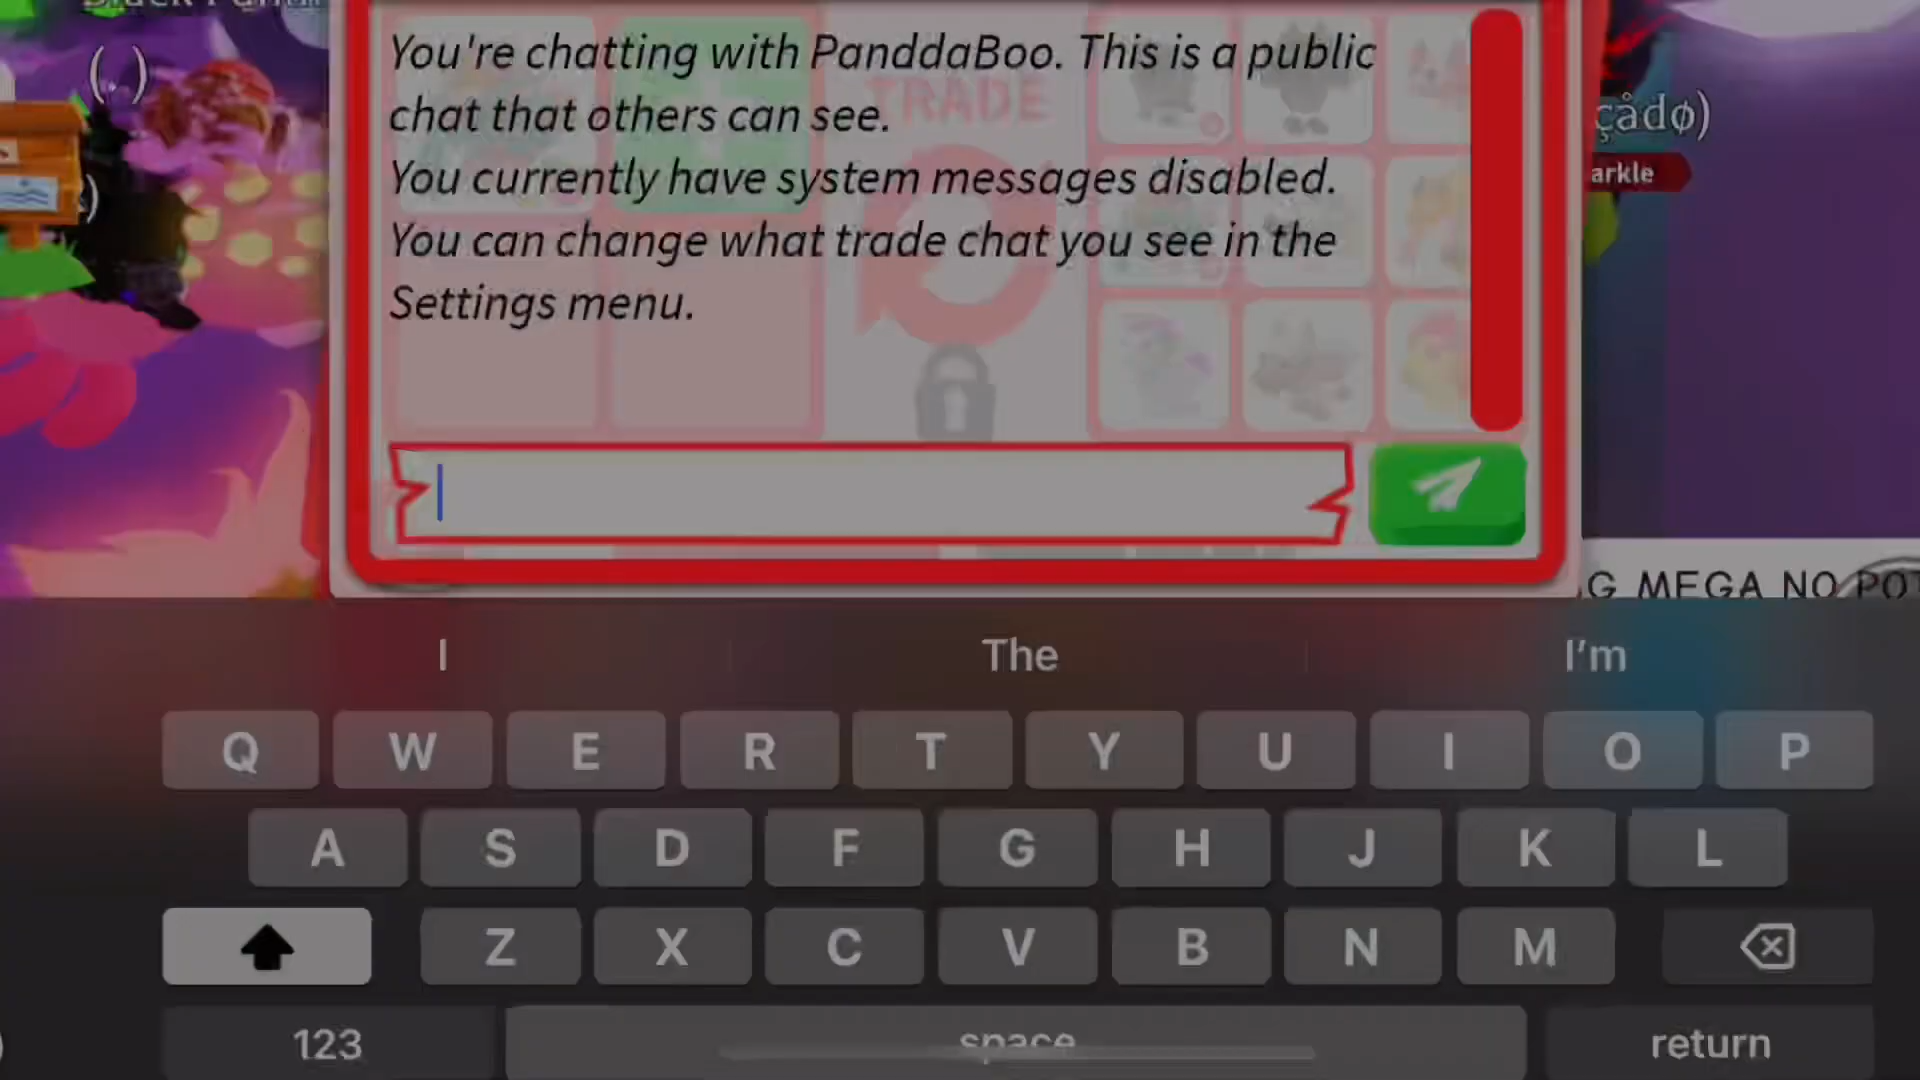 (.)
You're chatting with PanddaBoo. This is a public
chat that others can see.
TRADE
You currently have system messages disabled.
You can change what trade chat you see in the
Settings menu.
çådø)
arkle
G MEGA NO POT
I The I'm
Q W E R T Y U I O P
A S D F G H J K L
Z X C V B N M
123 space return